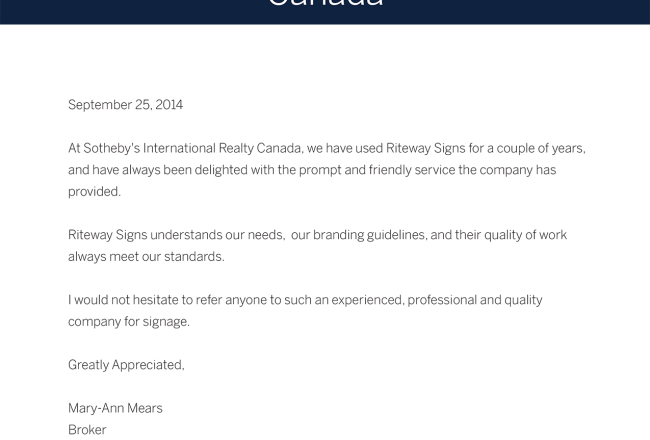 Canada
September 25, 2014
At Sotheby's International Realty Canada, we have used Riteway Signs for a couple of years,
and have always been delighted with the prompt and friendly service the company has
provided.
Riteway Signs understands our needs,  our branding guidelines, and their quality of work
always meet our standards.
I would not hesitate to refer anyone to such an experienced, professional and quality
company for signage.
Greatly Appreciated,
Mary-Ann Mears
Broker